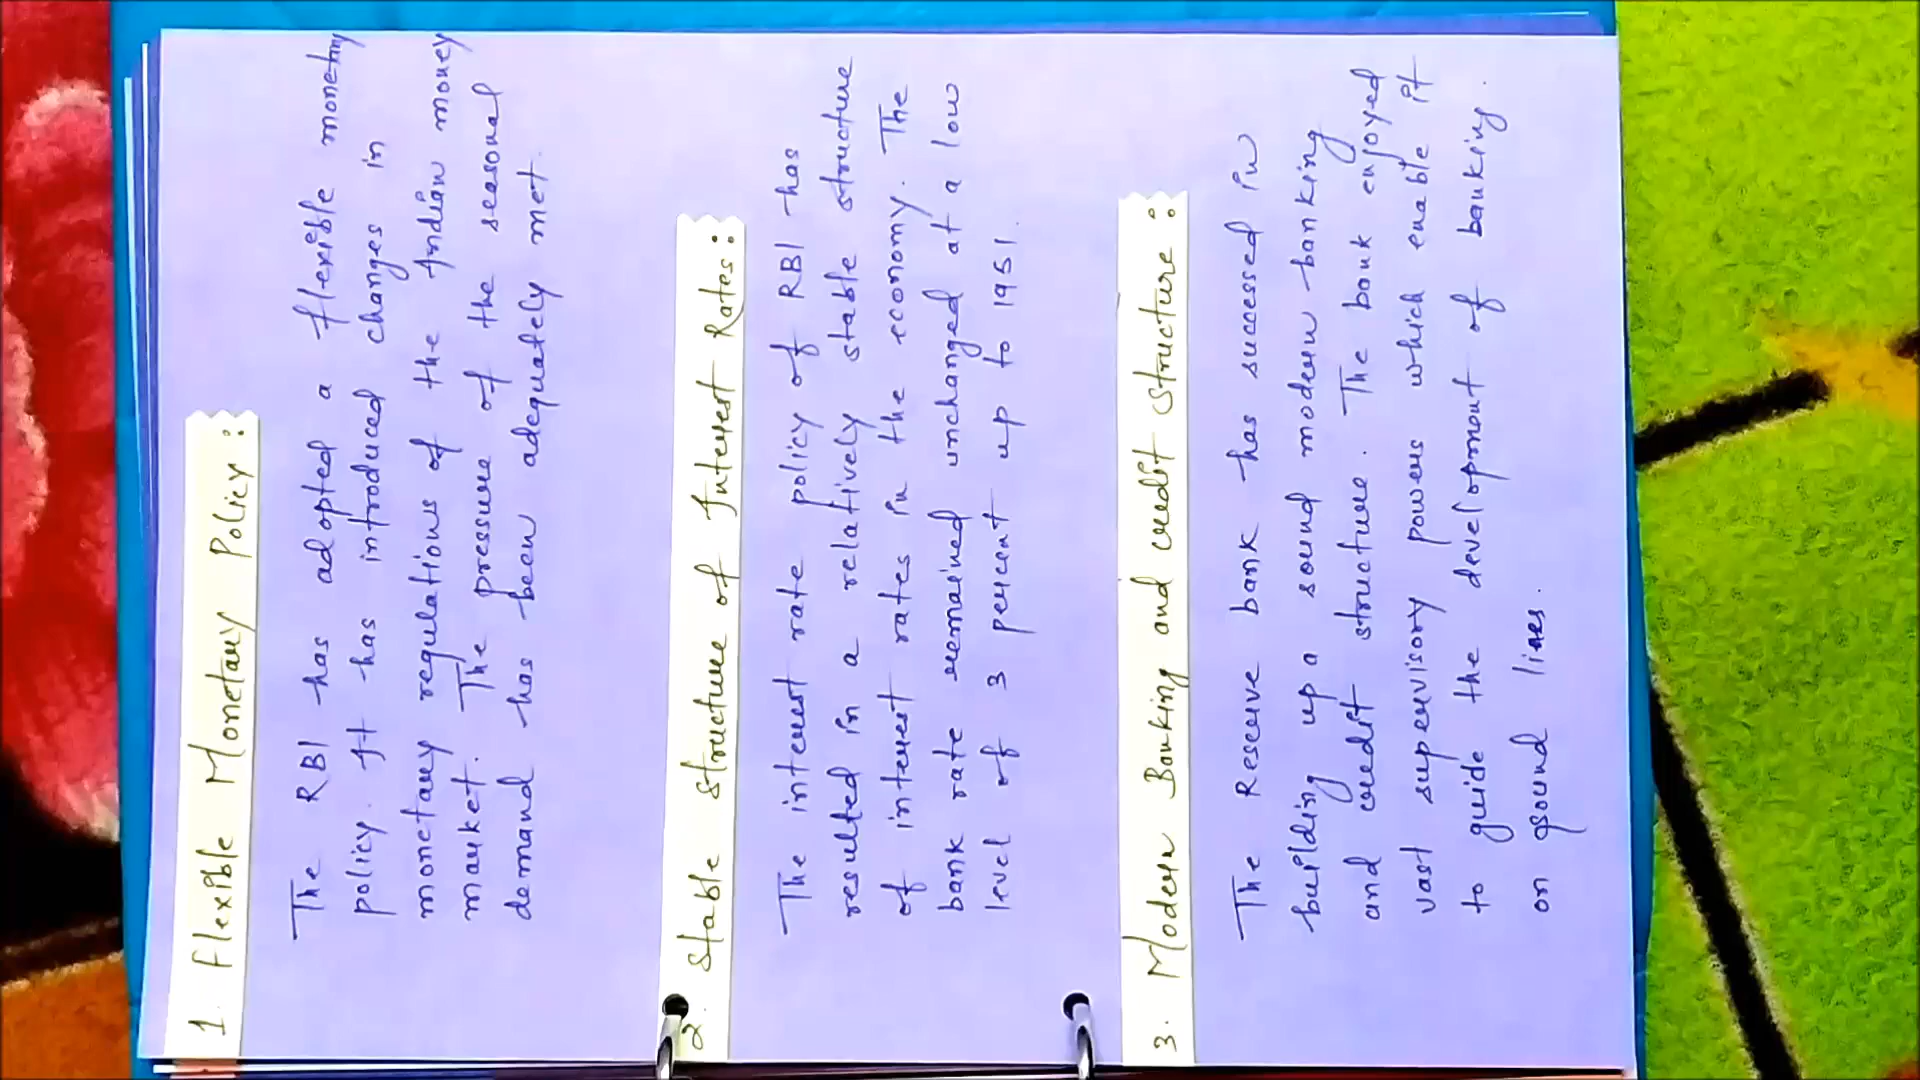 1. Flexible Monetary Policy :
The RBI has adopted a flexible monetary
policy. It has introduced changes in
monetary regulations of the Indian money
market. The pressure of the seasonal
demand has been adequately met.
2. Stable structure of Interest Rates :
The interest rate policy of RBI has
resulted in a relatively stable structure
of interest rates in the economy. The
bank rate remained unchanged at a low
level of 3 percent up to 1951.
3. Modern Banking and credit structure :
The Reserve bank has successed in
building up a sound modern banking
and credit structure. The bank enjoyed
vast supervisory powers which enable it
to guide the development of banking.
on sound lines.